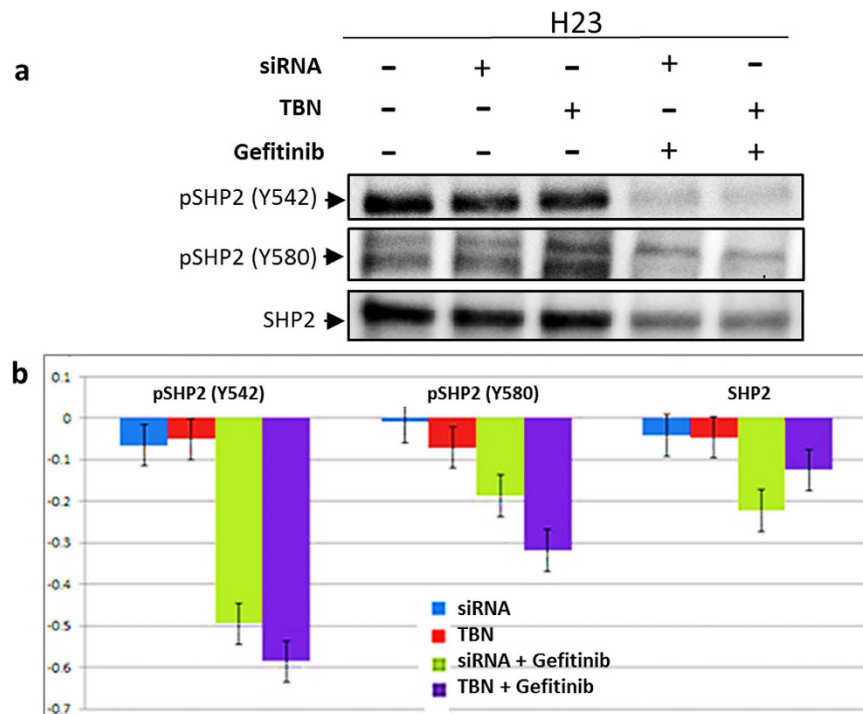 H23
a
siRNA - + - + -
TBN - - + - +
Gefitinib - - - + +
pSHP2 (Y542)
pSHP2 (Y580)
SHP2
b
pSHP2 (Y542) pSHP2 (Y580) SHP2
0.1
0
-0.1
-0.2
-0.3
-0.4
-0.5
-0.6
-0.7
siRNA
TBN
siRNA + Gefitinib
TBN + Gefitinib